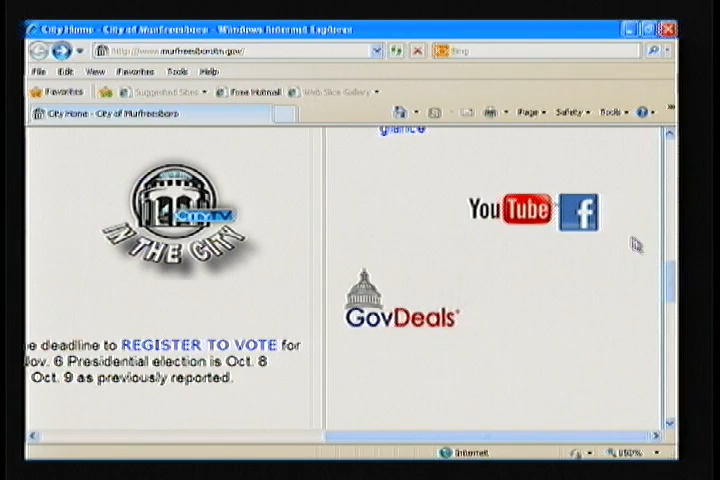 City Home - City of Murfreesboro - Windows Internet Explorer
http://www.murfreesborotn.gov/
Bing
File Edit View Favorites Tools Help
Favorites Suggested Sites Free Hotmail Web Slice Gallery
City Home - City of Murfreesboro
Page Safety Tools
glance
CITYTV
IN THE CITY
YouTube f
GovDeals
e deadline to REGISTER TO VOTE for
Nov. 6 Presidential election is Oct. 8
Oct. 9 as previously reported.
Internet